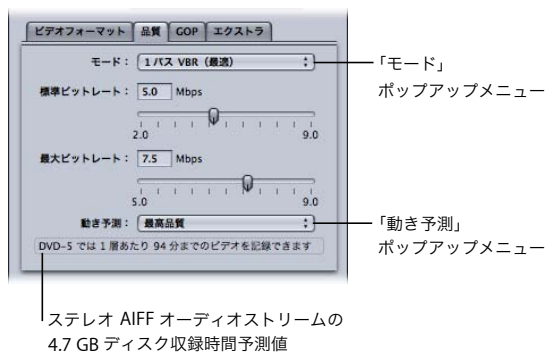 ビデオフォーマット 品質 GOP エクストラ
モード： 1 パス VBR（最適）
「モード」
ポップアップメニュー
標準ビットレート： 5.0 Mbps
2.0 9.0
最大ビットレート： 7.5 Mbps
5.0 9.0
動き予測： 最高品質
「動き予測」
ポップアップメニュー
DVD-5 では 1 層あたり 94 分までのビデオを記録できます
ステレオ AIFF オーディオストリームの
4.7 GB ディスク収録時間予測値